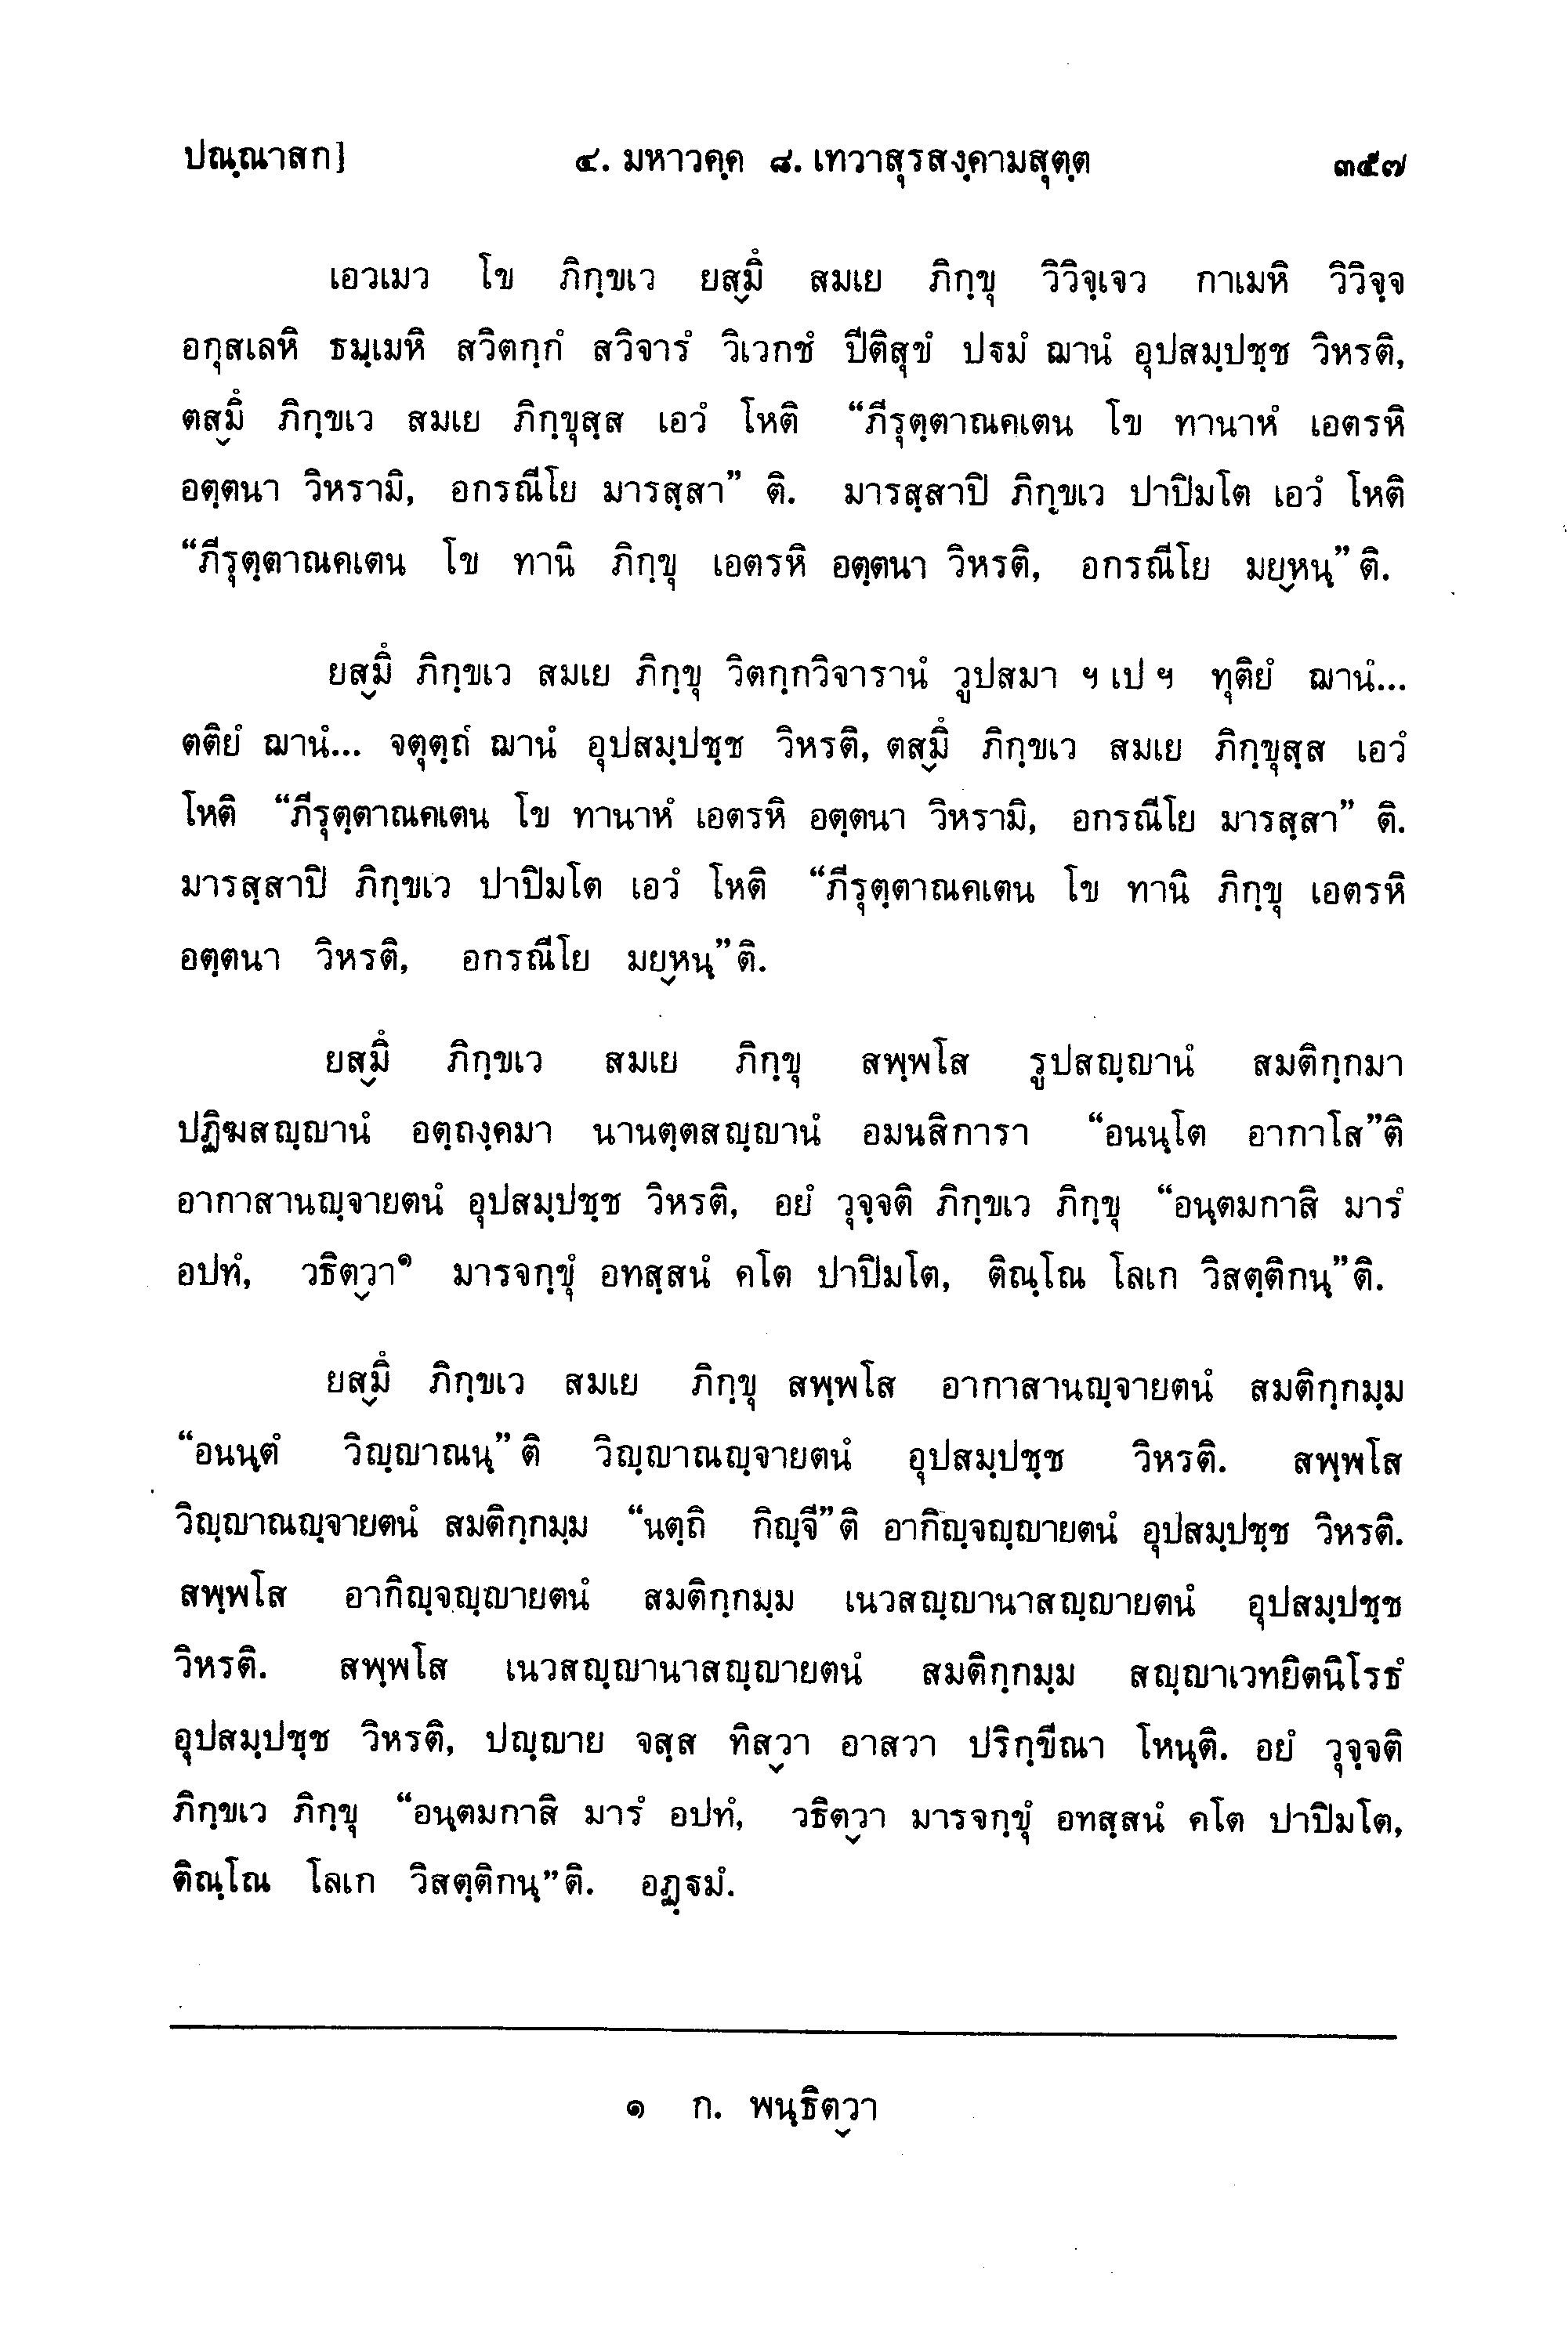 ปณฺณาสก] ๔. มหาวคฺค ๘. เทวาสุรสงฺคามสุตฺต ๓๕๗
เอวเมว โข ภิกฺขเว ยสฺมึ สมเย ภิกฺขุ วิวิจฺเจว กาเมหิ วิวิจฺจ
อกุสเลหิ ธมฺเมหิ สวิตกฺกํ สวิจารํ วิเวกชํ ปีติสุขํ ปฐมํ ฌานํ อุปสมฺปชฺช วิหรติ,
ตสฺมึ ภิกฺขเว สมเย ภิกฺขุสฺส เอวํ โหติ “ภีรุตฺตาณคเตน โข ทานาหํ เอตรหิ
อตฺตนา วิหรามิ, อกรณีโย มารสฺสา” ติ. มารสฺสาปิ ภิกฺขเว ปาปิมโต เอวํ โหติ
“ภีรุตฺตาณคเตน โข ทานิ ภิกฺขุ เอตรหิ อตฺตนา วิหรติ, อกรณีโย มยฺหนฺ” ติ.
ยสฺมึ ภิกฺขเว สมเย ภิกฺขุ วิตกฺกวิจารานํ วูปสมา ฯ เป ฯ ทุติยํ ฌานํ...
ตติยํ ฌานํ... จตุตฺถํ ฌานํ อุปสมฺปชฺช วิหรติ, ตสฺมึ ภิกฺขเว สมเย ภิกฺขุสฺส เอวํ
โหติ “ภีรุตฺตาณคเตน โข ทานาหํ เอตรหิ อตฺตนา วิหรามิ, อกรณีโย มารสฺสา” ติ.
มารสฺสาปิ ภิกฺขเว ปาปิมโต เอวํ โหติ “ภีรุตฺตาณคเตน โข ทานิ ภิกฺขุ เอตรหิ
อตฺตนา วิหรติ, อกรณีโย มยฺหนฺ”ติ.
ยสฺมึ ภิกฺขเว สมเย ภิกฺขุ สพฺพโส รูปสญฺญานํ สมติกฺกมา
ปฏิฆสญฺญานํ อตฺถงฺคมา นานตฺตสญฺญานํ อมนสิการา “อนนฺโต อากาโส”ติ
อากาสานญฺจายตนํ อุปสมฺปชฺช วิหรติ, อยํ วุจฺจติ ภิกฺขเว ภิกฺขุ “อนฺตมกาสิ มารํ
อปทํ, วธิตฺวา๑ มารจกฺขุํ อทสฺสนํ คโต ปาปิมโต, ติณฺโณ โลเก วิสตฺติกนฺ”ติ.
ยสฺมึ ภิกฺขเว สมเย ภิกฺขุ สพฺพโส อากาสานญฺจายตนํ สมติกฺกมฺม
“อนนฺตํ วิญฺญาณนฺ” ติ วิญฺญาณญฺจายตนํ อุปสมฺปชฺช วิหรติ. สพฺพโส
วิญฺญาณญฺจายตนํ สมติกฺกมฺม “นตฺถิ กิญฺจี”ติ อากิญฺจญฺญายตนํ อุปสมฺปชฺช วิหรติ.
สพฺพโส อากิญฺจญฺญายตนํ สมติกฺกมฺม เนวสญฺญานาสญฺญายตนํ อุปสมฺปชฺช
วิหรติ. สพฺพโส เนวสญฺญานาสญฺญายตนํ สมติกฺกมฺม สญฺญาเวทยิตนิโรธํ
อุปสมฺปชฺช วิหรติ, ปญฺญาย จสฺส ทิสฺวา อาสวา ปริกฺขีณา โหนฺติ. อยํ วุจฺจติ
ภิกฺขเว ภิกฺขุ “อนฺตมกาสิ มารํ อปทํ, วธิตฺวา มารจกฺขุํ อทสฺสนํ คโต ปาปิมโต,
ติณฺโณ โลเก วิสตฺติกนฺ”ติ. อฏฺฐมํ.
๑ ก. พนฺธิตฺวา